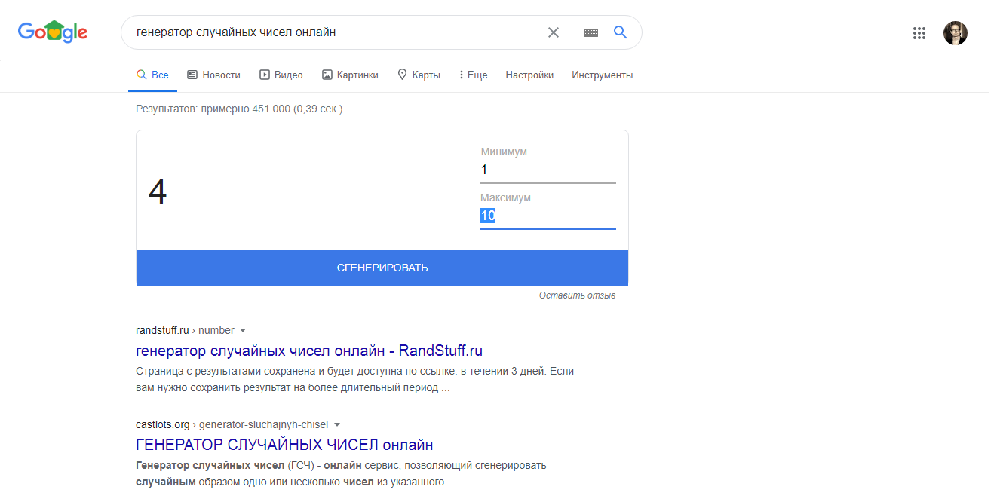 Google
генератор случайных чисел онлайн
Все Новости Видео Картинки Карты Ещё Настройки Инструменты
Результатов: примерно 451 000 (0,39 сек.)
4
Минимум
1
Максимум
10
СГЕНЕРИРОВАТЬ
Оставить отзыв
randstuff.ru › number
генератор случайных чисел онлайн - RandStuff.ru
Страница с результатами сохранена и будет доступна по ссылке: в течении 3 дней. Если
вам нужно сохранить результат на более длительный период ...
castlots.org › generator-sluchajnyh-chisel
ГЕНЕРАТОР СЛУЧАЙНЫХ ЧИСЕЛ онлайн
Генератор случайных чисел (ГСЧ) - онлайн сервис, позволяющий сгенерировать
случайным образом одно или несколько чисел из указанного ...